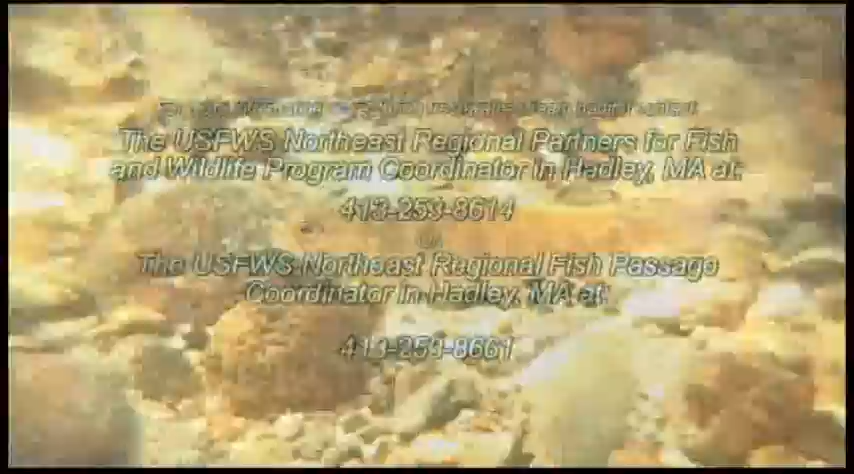 The USFWS Northeast Regional Partners for Fish
and Wildlife Program Coordinator in Hadley, MA at:
413-253-8614
or
The USFWS Northeast Regional Fish Passage
Coordinator in Hadley, MA at:
413-253-8661